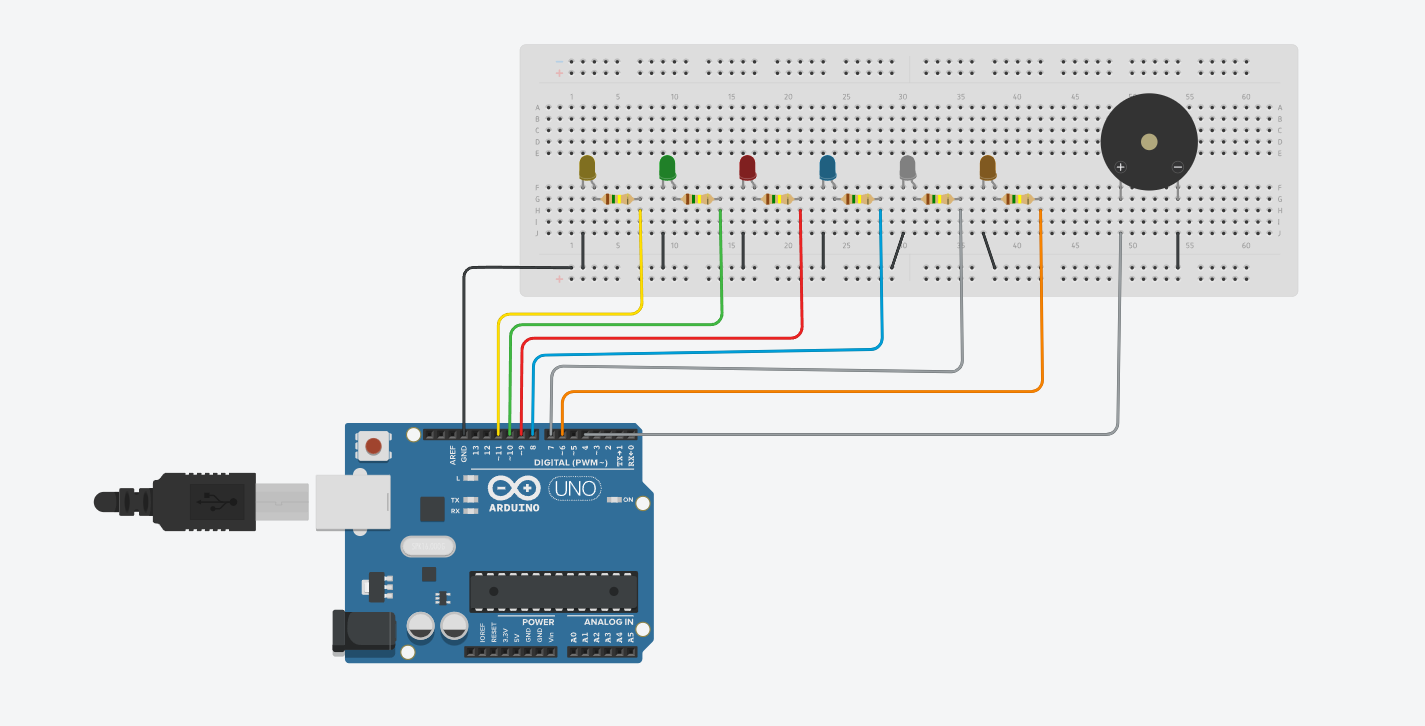 − −
+ +
1 5 10 15 20 25 30 35 40 45 50 55 60
A A
B B
C C
D D
E E
+ −
F F
G G
H H
I I
J J
1 5 10 15 20 25 30 35 40 45 50 55 60
+
AREF GND 13 12 ~11 ~10 ~9 8 7 ~6 ~5 4 ~3 2 TX→1 RX←0
DIGITAL (PWM~)
L
TX
RX
− +
UNO
ON
ARDUINO
POWER ANALOG IN
IOREF RESET 3.3V 5V GND GND Vin A0 A1 A2 A3 A4 A5